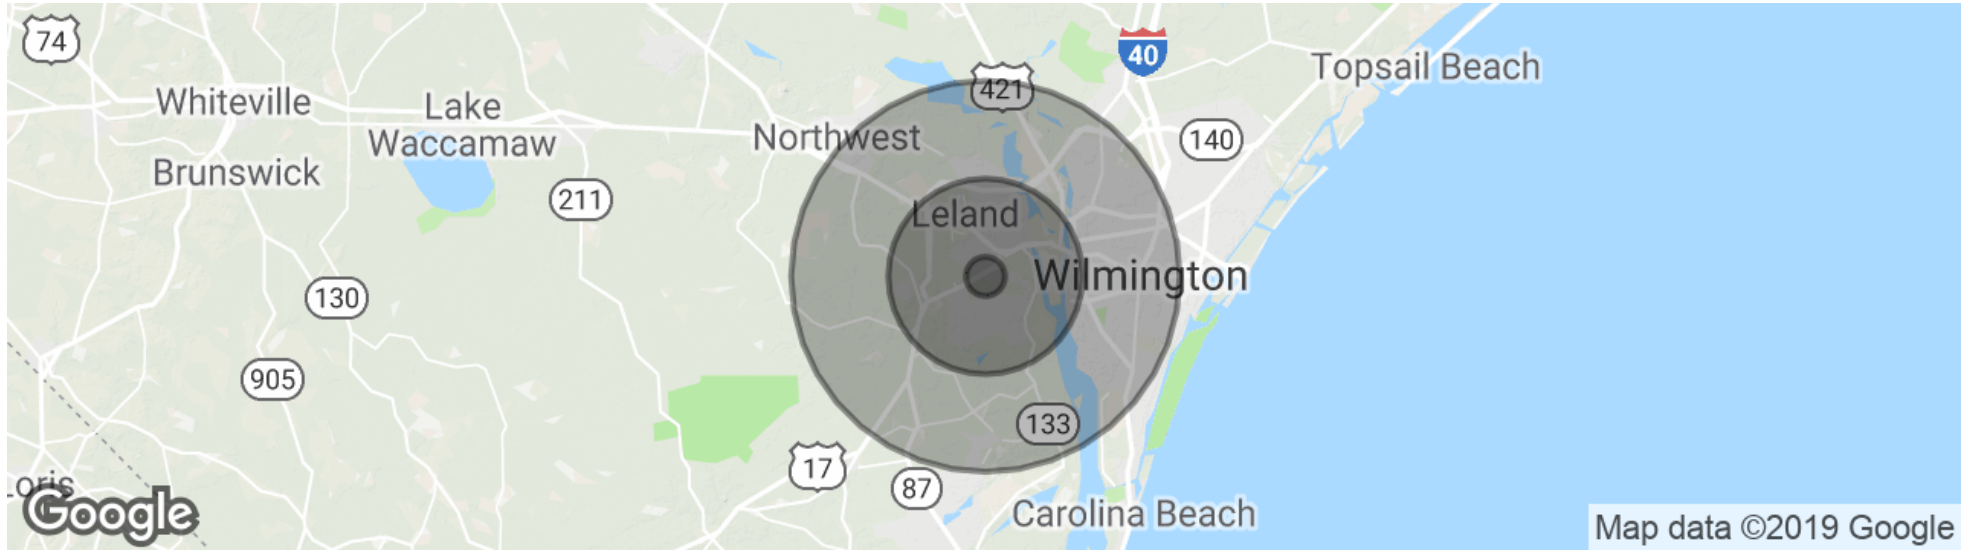 74
40
Topsail Beach
421
Whiteville
Lake
Waccamaw
Northwest
140
Brunswick
211
Leland
Wilmington
130
905
133
17
87
Loris
Google
Carolina Beach
Map data ©2019 Google